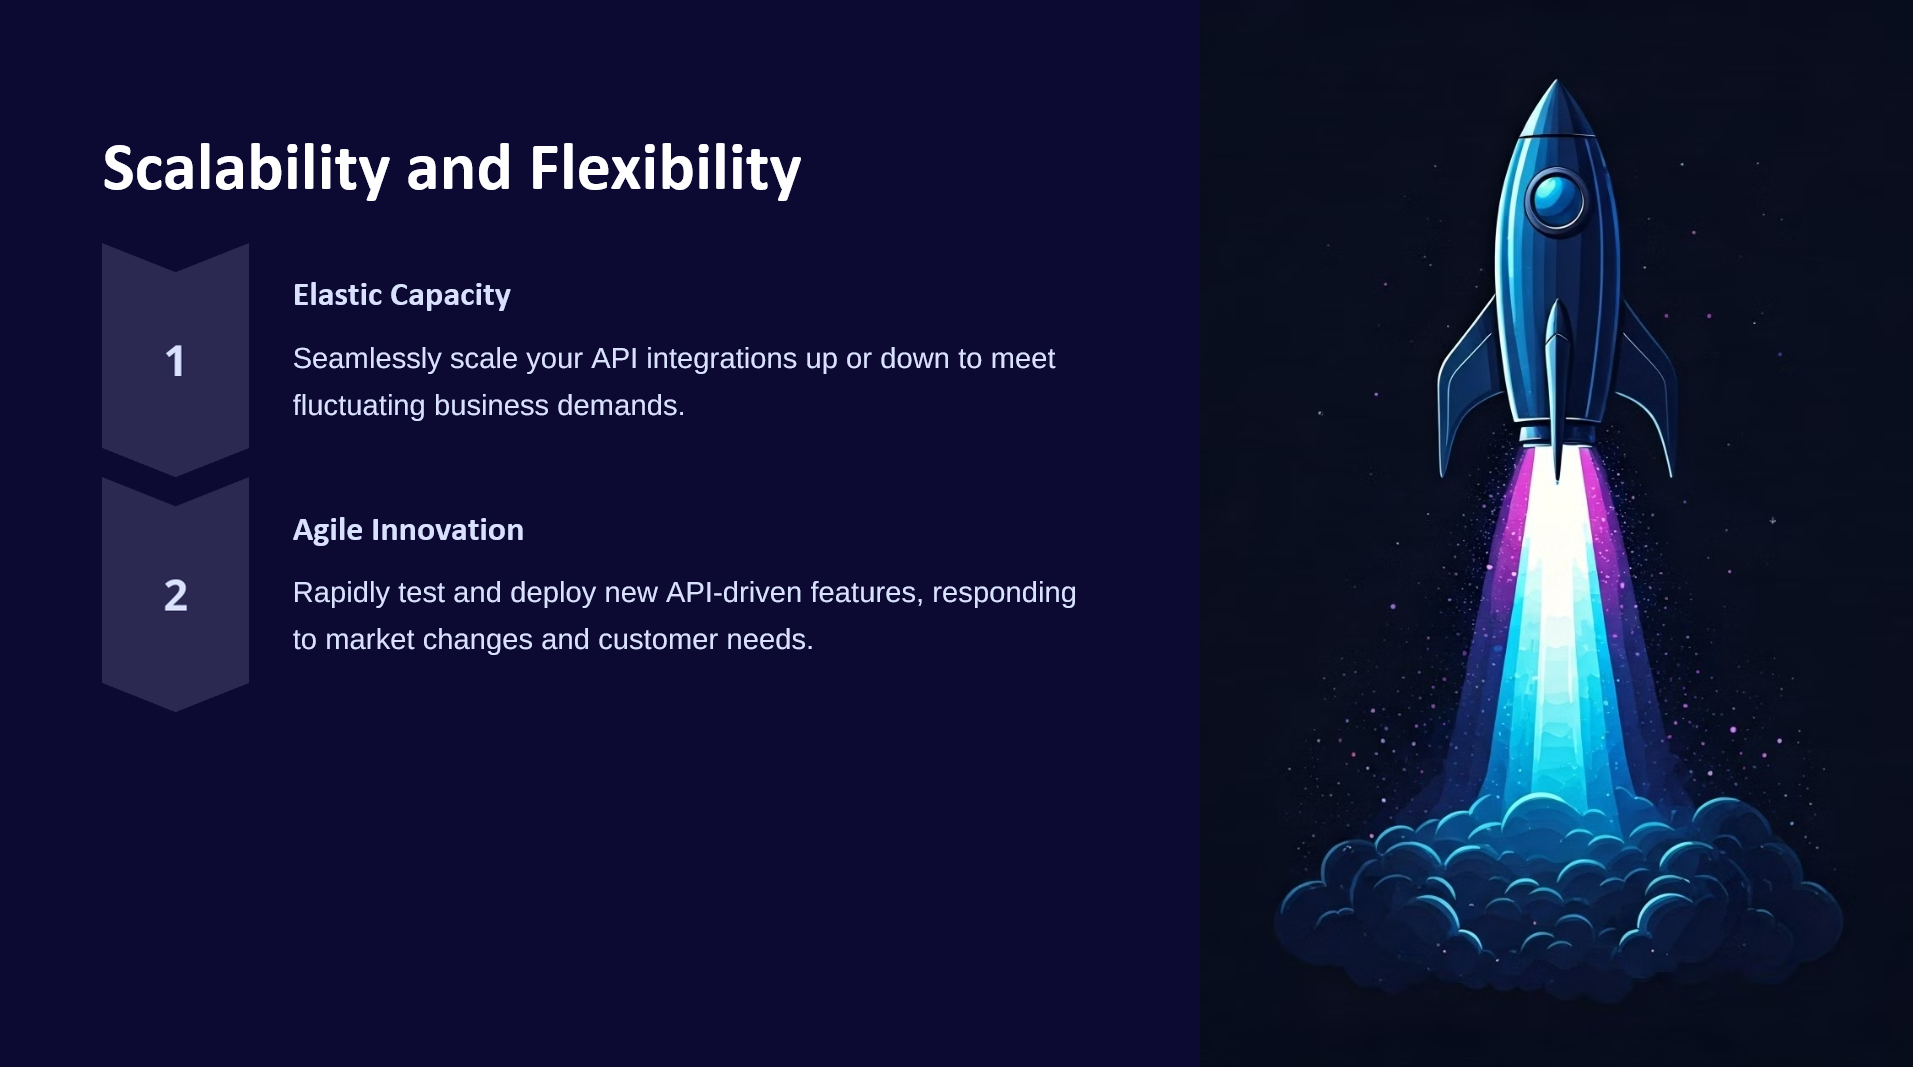 Scalability and Flexibility
1
Elastic Capacity
Seamlessly scale your API integrations up or down to meet
fluctuating business demands.
2
Agile Innovation
Rapidly test and deploy new API-driven features, responding
to market changes and customer needs.